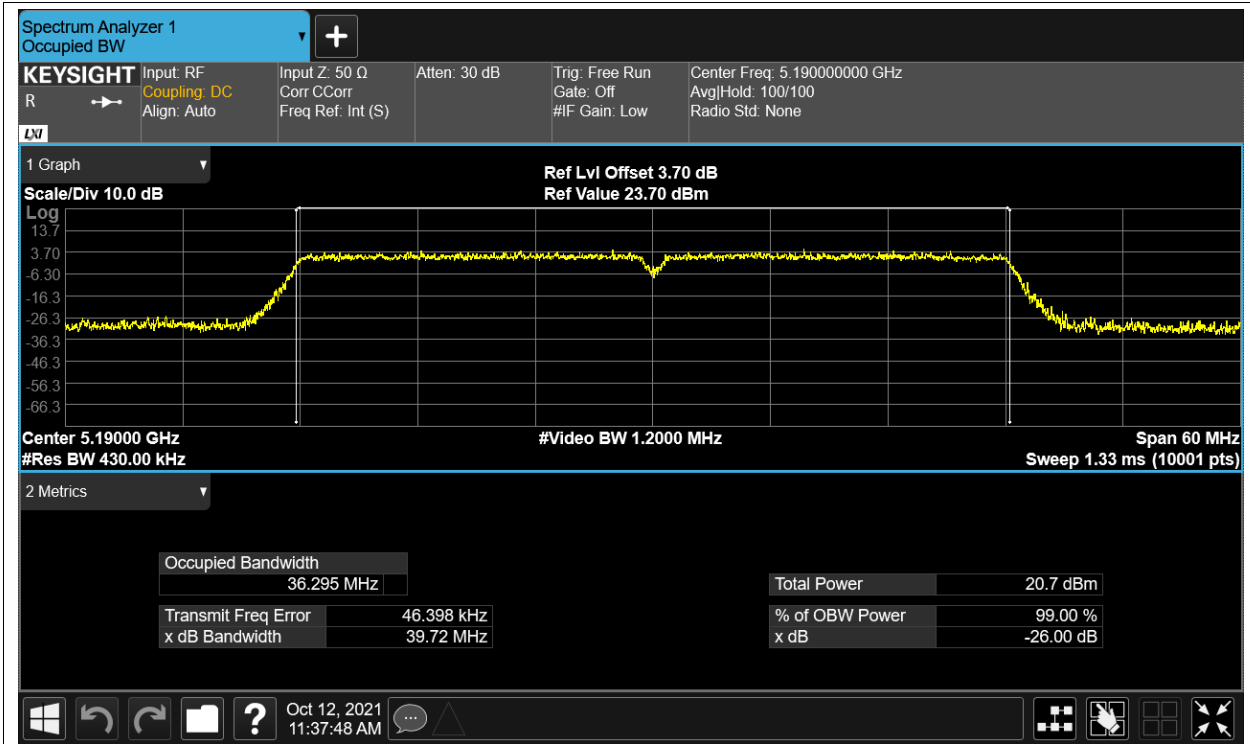 Spectrum Analyzer 1
Occupied BW
KEYSIGHT Input: RF Input Z: 50 Ω Atten: 30 dB Trig: Free Run Center Freq: 5.190000000 GHz
R Coupling: DC Corr CCorr Gate: Off Avg|Hold: 100/100
Align: Auto Freq Ref: Int (S) #IF Gain: Low Radio Std: None
LXI
1 Graph
Ref Lvl Offset 3.70 dB
Scale/Div 10.0 dB Ref Value 23.70 dBm
Log
13.7
3.70
-6.30
-16.3
-26.3
-36.3
-46.3
-56.3
-66.3
Center 5.19000 GHz #Video BW 1.2000 MHz Span 60 MHz
#Res BW 430.00 kHz Sweep 1.33 ms (10001 pts)
2 Metrics
Occupied Bandwidth
36.295 MHz Total Power 20.7 dBm
Transmit Freq Error 46.398 kHz % of OBW Power 99.00 %
x dB Bandwidth 39.72 MHz x dB -26.00 dB
? Oct 12, 2021
11:37:48 AM